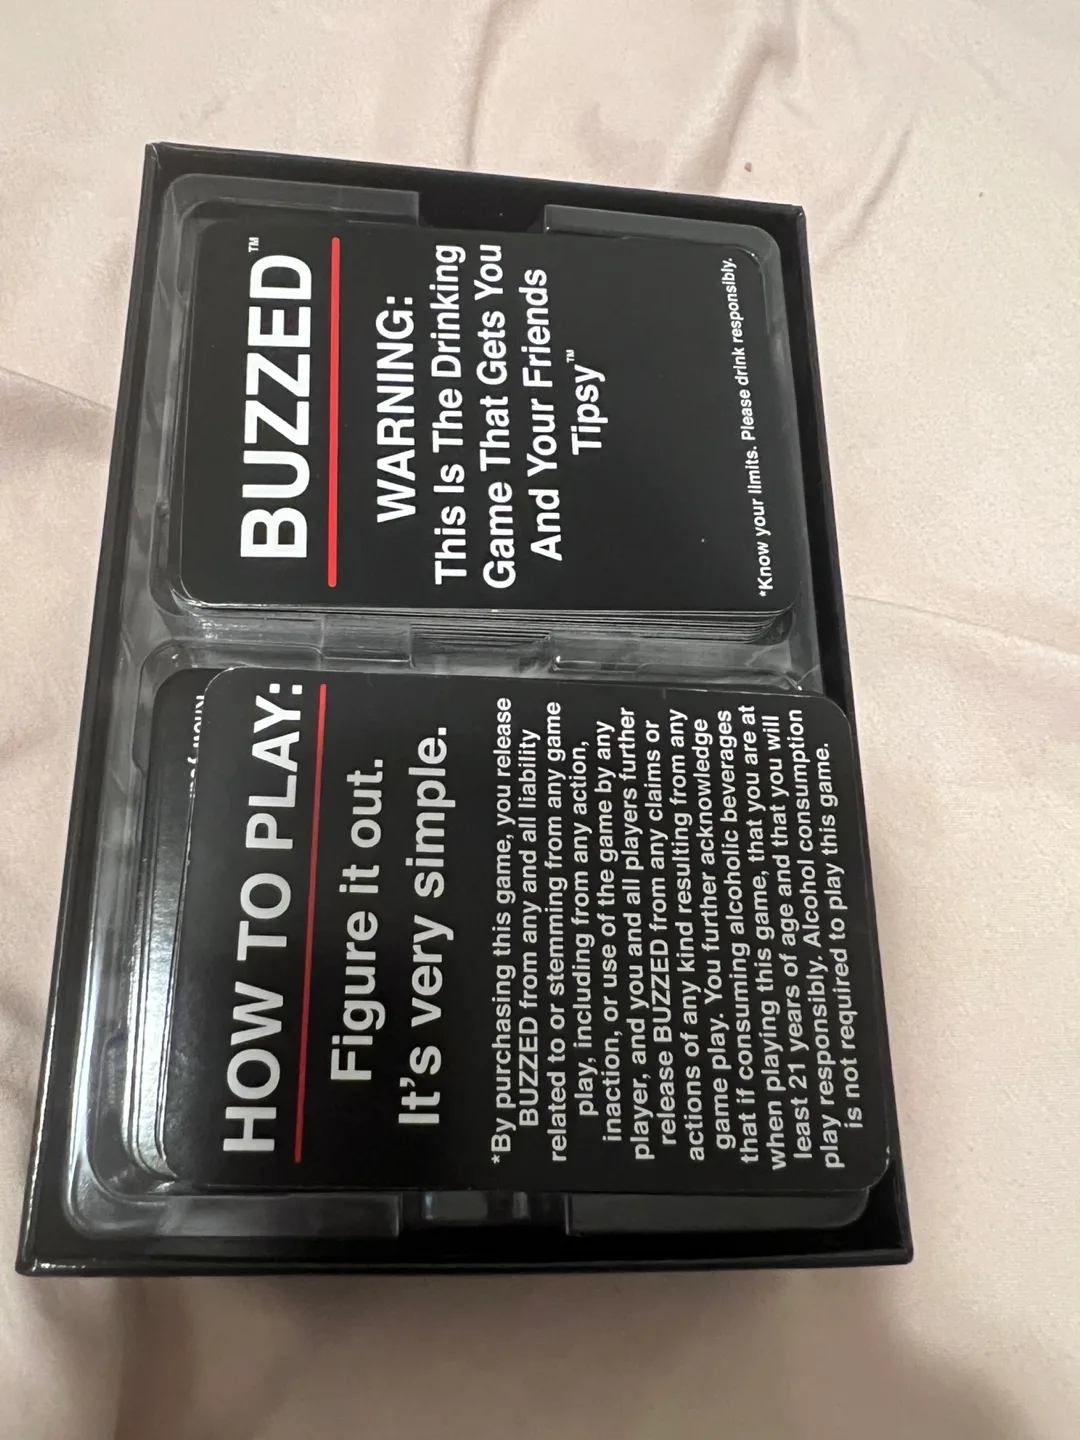 BUZZED™
WARNING:
This Is The Drinking
Game That Gets You
And Your Friends
Tipsy™
*Know your limits. Please drink responsibly.
HOW TO PLAY:
Figure it out.
It's very simple.
*By purchasing this game, you release
BUZZED from any and all liability
related to or stemming from any game
play, including from any action,
inaction, or use of the game by any
player, and you and all players further
release BUZZED from any claims or
actions of any kind resulting from any
game play. You further acknowledge
that if consuming alcoholic beverages
when playing this game, that you are at
least 21 years of age and that you will
play responsibly. Alcohol consumption
is not required to play this game.